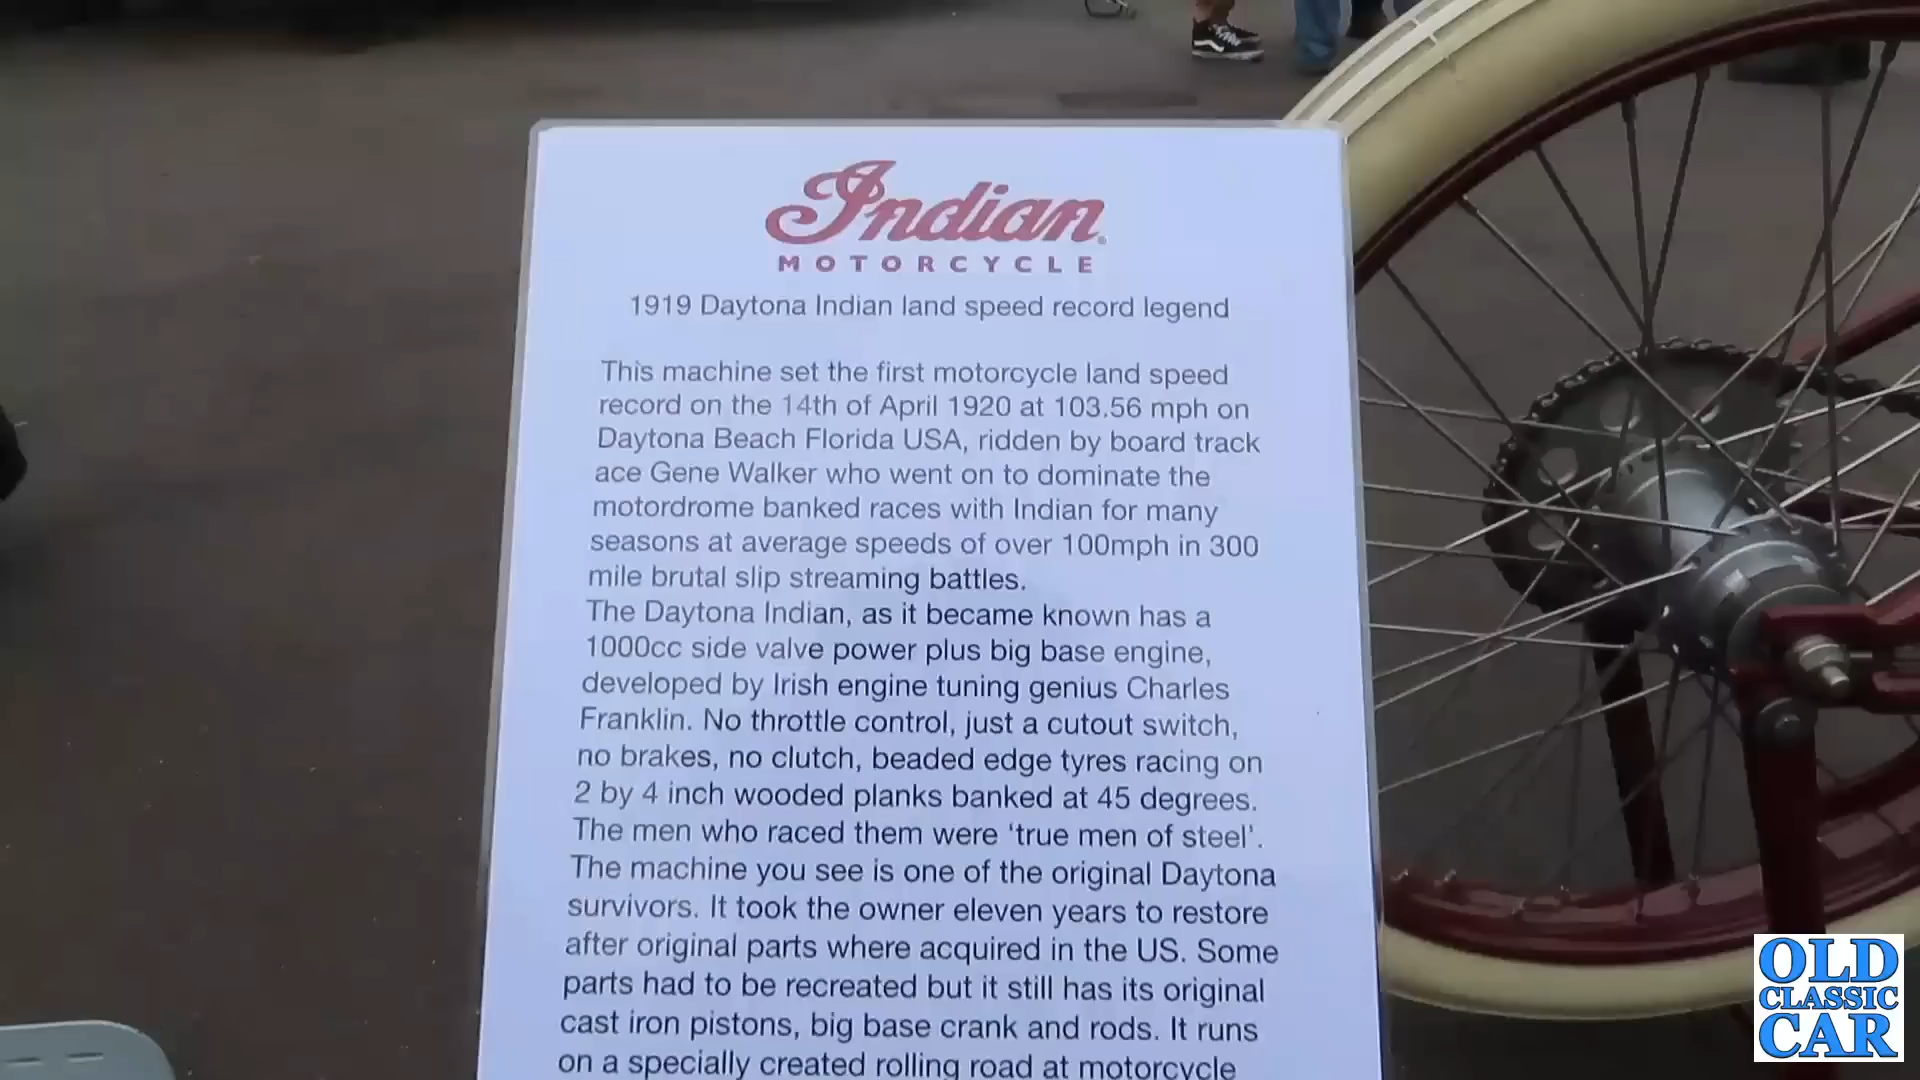 Indian
MOTORCYCLE
1919 Daytona Indian land speed record legend
This machine set the first motorcycle land speed
record on the 14th of April 1920 at 103.56 mph on
Daytona Beach Florida USA, ridden by board track
ace Gene Walker who went on to dominate the
motordrome banked races with Indian for many
seasons at average speeds of over 100mph in 300
mile brutal slip streaming battles.
The Daytona Indian, as it became known has a
1000cc side valve power plus big base engine,
developed by Irish engine tuning genius Charles
Franklin. No throttle control, just a cutout switch,
no brakes, no clutch, beaded edge tyres racing on
2 by 4 inch wooded planks banked at 45 degrees.
The men who raced them were ‘true men of steel’.
The machine you see is one of the original Daytona
survivors. It took the owner eleven years to restore
after original parts where acquired in the US. Some
parts had to be recreated but it still has its original
cast iron pistons, big base crank and rods. It runs
on a specially created rolling road at motorcycle
OLD
CLASSIC
CAR